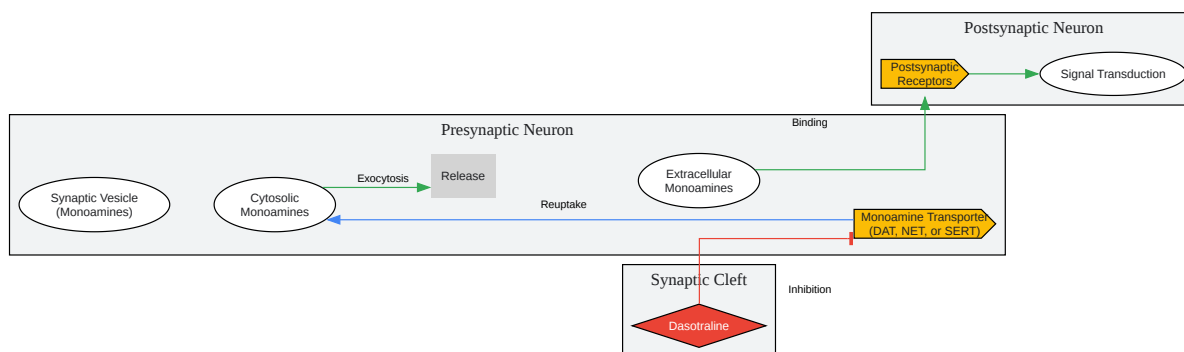 Postsynaptic Neuron
Postsynaptic
Receptors
Signal Transduction
Binding
Presynaptic Neuron
Exocytosis
Release
Extracellular
Monoamines
Synaptic Vesicle
(Monoamines)
Cytosolic
Monoamines
Reuptake
Monoamine Transporter
(DAT, NET, or SERT)
Synaptic Cleft
Inhibition
Dasotraline